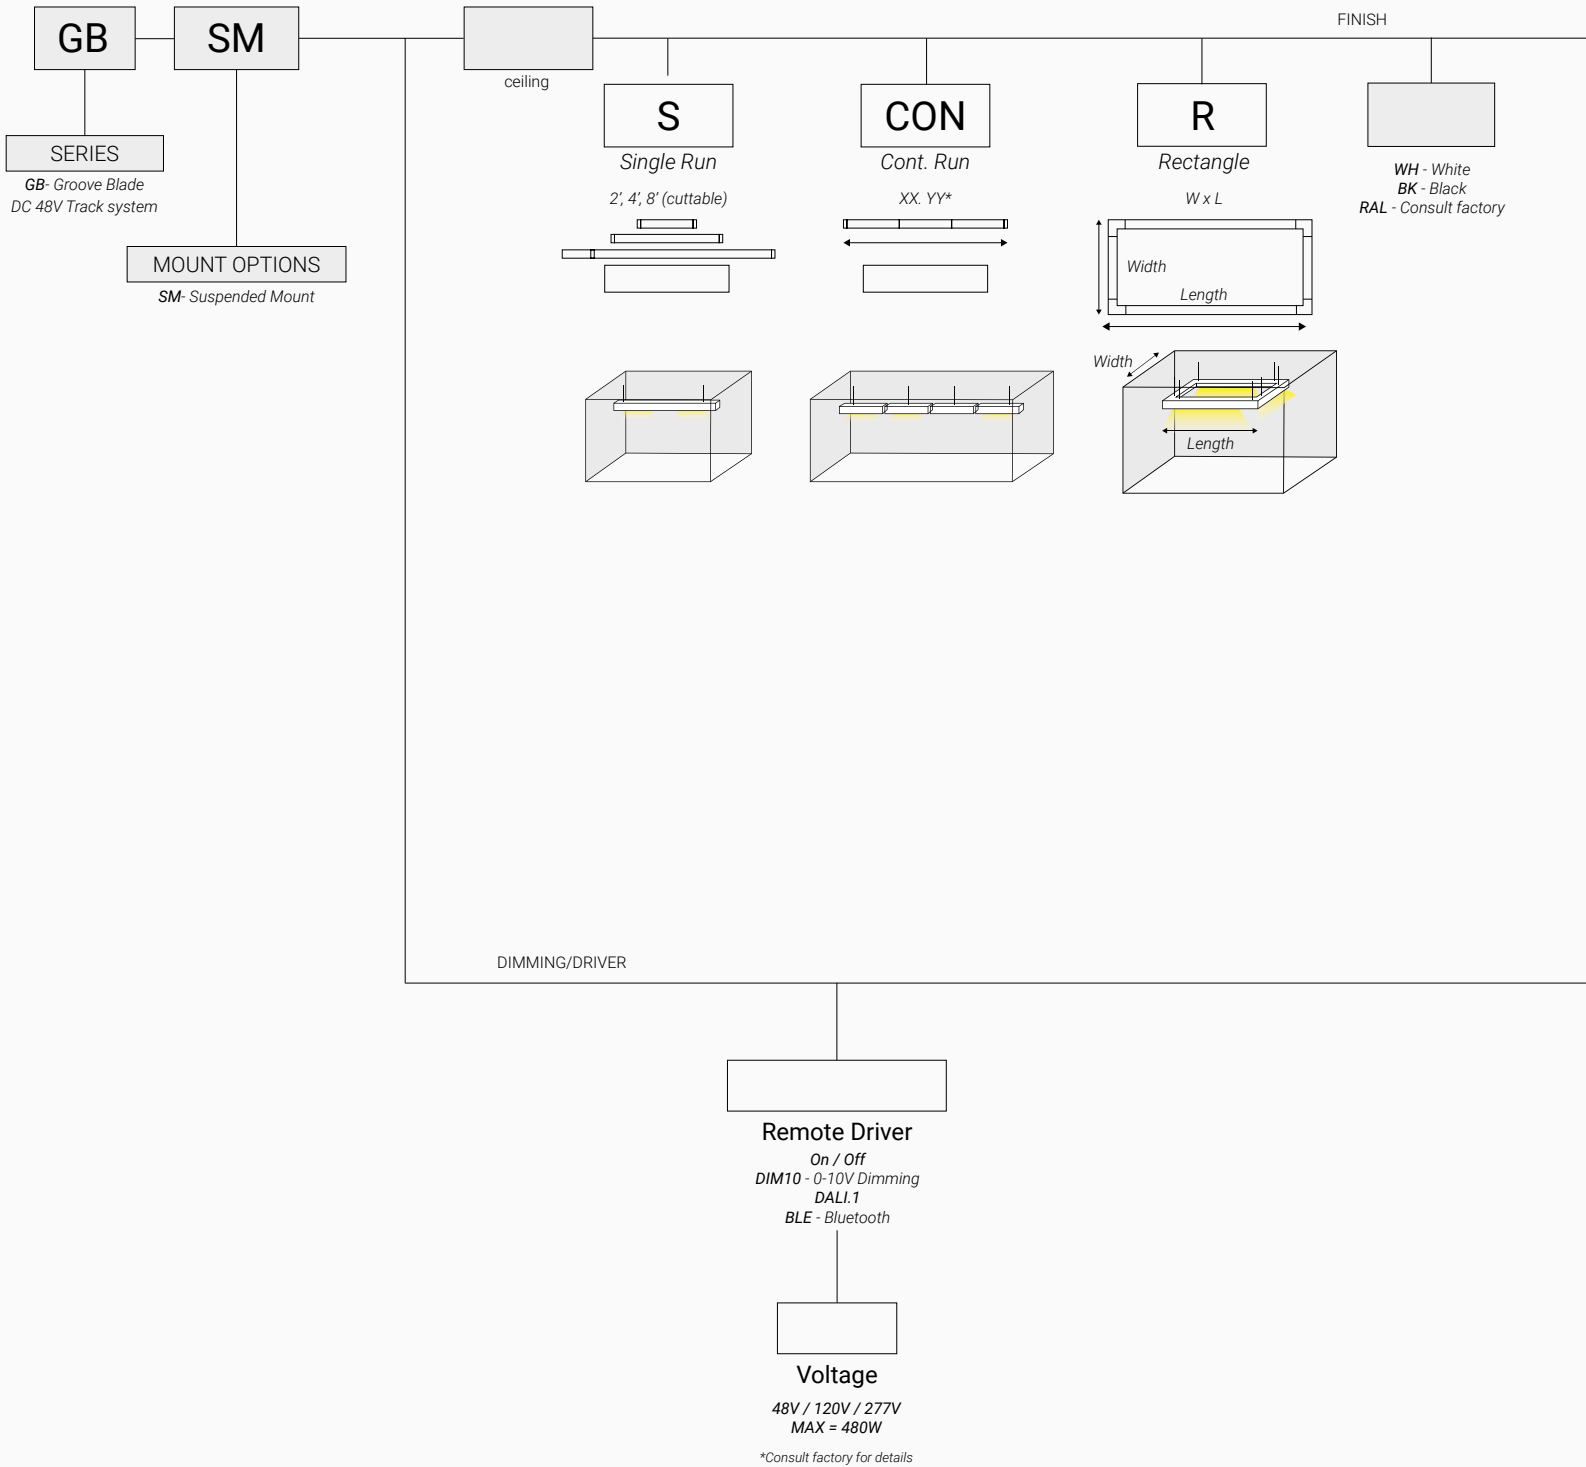 GB
SM
ceiling
FINISH
SERIES
GB- Groove Blade
DC 48V Track system
MOUNT OPTIONS
SM- Suspended Mount
S
Single Run
2’, 4’, 8’ (cuttable)
CON
Cont. Run
XX. YY*
R
Rectangle
W x L
Width
Length
Width
Length
WH - White
BK - Black
RAL - Consult factory
DIMMING/DRIVER
Remote Driver
On / Off
DIM10 - 0-10V Dimming
DALI.1
BLE - Bluetooth
Voltage
48V / 120V / 277V
MAX = 480W
*Consult factory for details